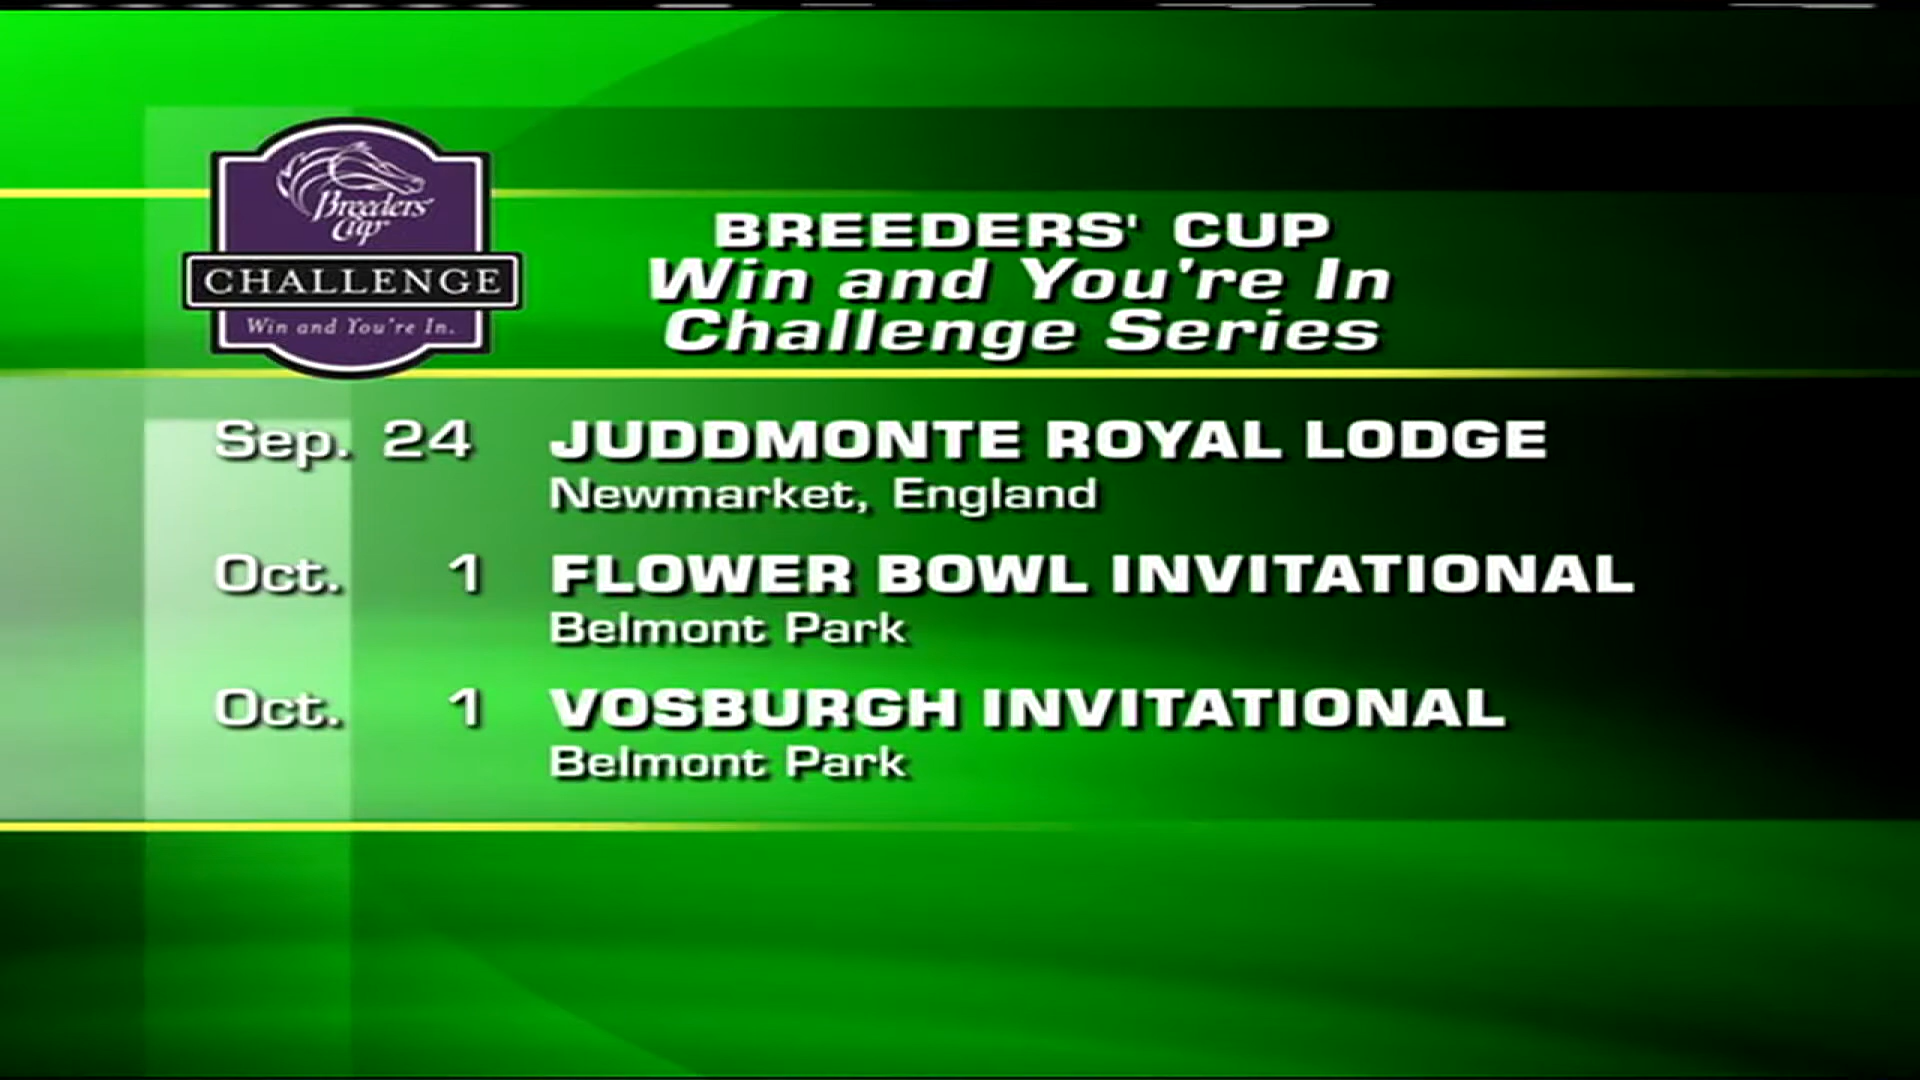 Breeders'
Cup
CHALLENGE
Win and You're In.
BREEDERS' CUP
Win and You're In
Challenge Series
Sep. 24 JUDDMONTE ROYAL LODGE
Newmarket, England
Oct. 1 FLOWER BOWL INVITATIONAL
Belmont Park
Oct. 1 VOSBURGH INVITATIONAL
Belmont Park